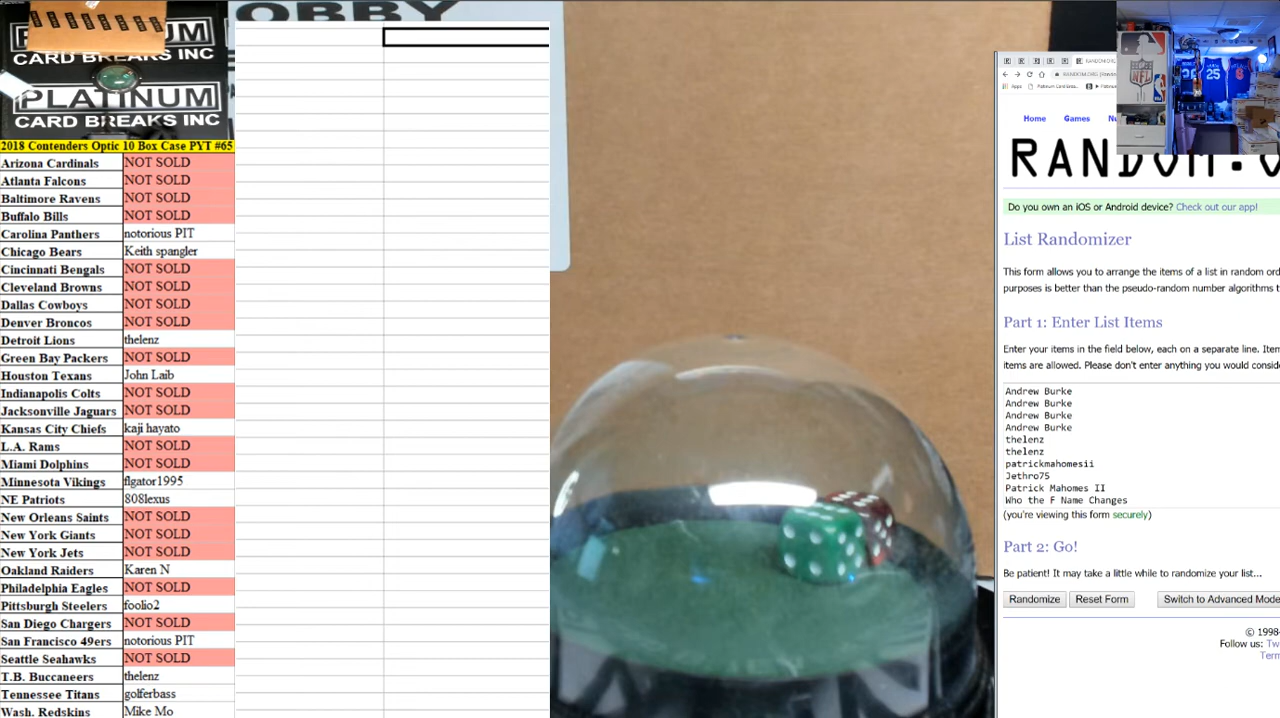 OBBY
CARD BREAKS INC
PLATINUM
CARD BREAKS INC
2018 Contenders Optic 10 Box Case PYT #65
Arizona Cardinals NOT SOLD
Atlanta Falcons NOT SOLD
Baltimore Ravens NOT SOLD
Buffalo Bills NOT SOLD
Carolina Panthers notorious PIT
Chicago Bears Keith spangler
Cincinnati Bengals NOT SOLD
Cleveland Browns NOT SOLD
Dallas Cowboys NOT SOLD
Denver Broncos NOT SOLD
Detroit Lions thelenz
Green Bay Packers NOT SOLD
Houston Texans John Laib
Indianapolis Colts NOT SOLD
Jacksonville Jaguars NOT SOLD
Kansas City Chiefs kaji hayato
L.A. Rams NOT SOLD
Miami Dolphins NOT SOLD
Minnesota Vikings flgator1995
NE Patriots 808lexus
New Orleans Saints NOT SOLD
New York Giants NOT SOLD
New York Jets NOT SOLD
Oakland Raiders Karen N
Philadelphia Eagles NOT SOLD
Pittsburgh Steelers foolio2
San Diego Chargers NOT SOLD
San Francisco 49ers notorious PIT
Seattle Seahawks NOT SOLD
T.B. Buccaneers thelenz
Tennessee Titans golferbass
Wash. Redskins Mike Mo
NFL
25
6
Home Games
RANDOM.O
Do you own an iOS or Android device? Check out our app!
List Randomizer
This form allows you to arrange the items of a list in random ord
purposes is better than the pseudo-random number algorithms t
Part 1: Enter List Items
Enter your items in the field below, each on a separate line. Item
items are allowed. Please don't enter anything you would conside
Andrew Burke
Andrew Burke
Andrew Burke
Andrew Burke
thelenz
thelenz
patrickmahomesii
Jethro75
Patrick Mahomes II
Who the F Name Changes
(you're viewing this form securely)
Part 2: Go!
Be patient! It may take a little while to randomize your list...
Randomize Reset Form Switch to Advanced Mode
© 1998-
Follow us: Tw
Term